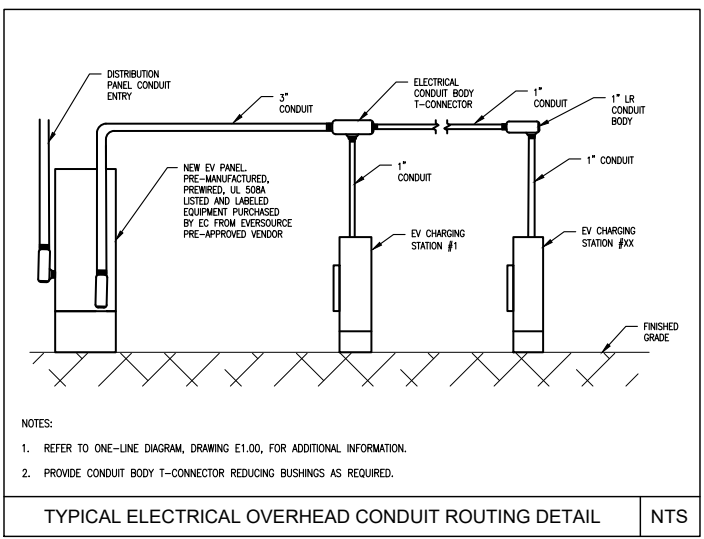 DISTRIBUTION
PANEL CONDUIT
ENTRY
3"
CONDUIT
ELECTRICAL
CONDUIT BODY
T-CONNECTOR
1"
CONDUIT
1" LR
CONDUIT
BODY
NEW EV PANEL.
PRE-MANUFACTURED,
PREWIRED, UL 508A
LISTED AND LABELED
EQUIPMENT PURCHASED
BY EC FROM EVERSOURCE
PRE-APPROVED VENDOR
1"
CONDUIT
1" CONDUIT
EV CHARGING
STATION #1
EV CHARGING
STATION #XX
FINISHED
GRADE
NOTES:
1. REFER TO ONE-LINE DIAGRAM, DRAWING E1.00, FOR ADDITIONAL INFORMATION.
2. PROVIDE CONDUIT BODY T-CONNECTOR REDUCING BUSHINGS AS REQUIRED.
TYPICAL ELECTRICAL OVERHEAD CONDUIT ROUTING DETAIL
NTS